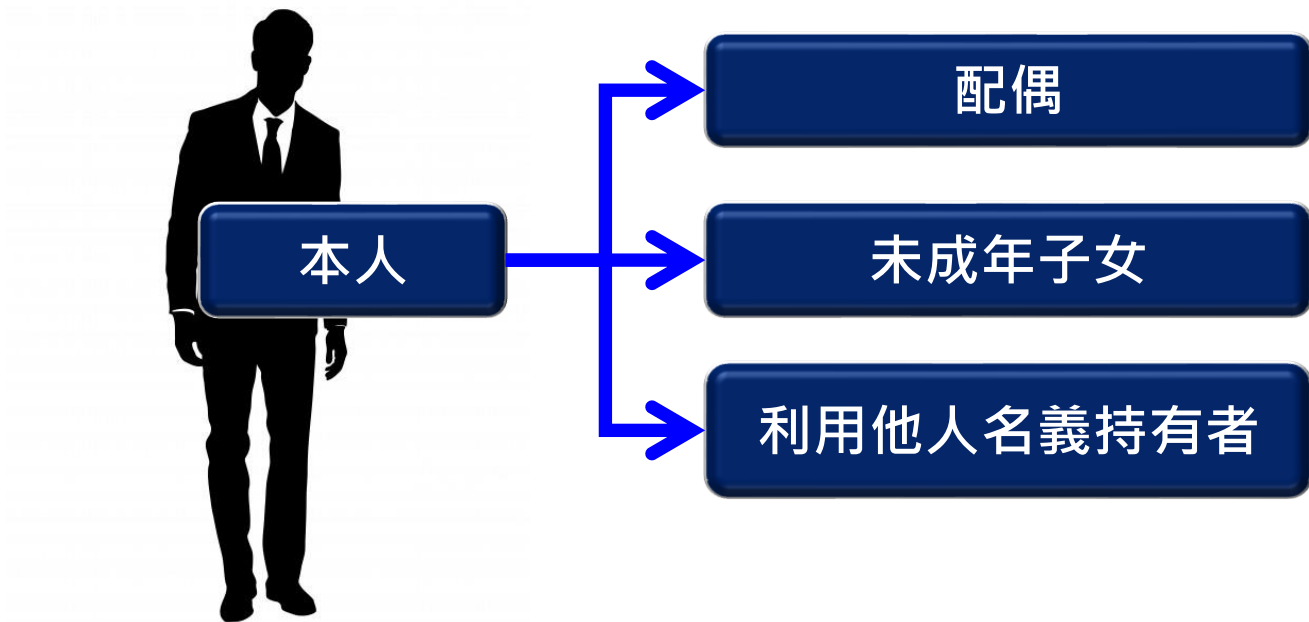 配偶
本人
未成年子女
利用他人名義持有者